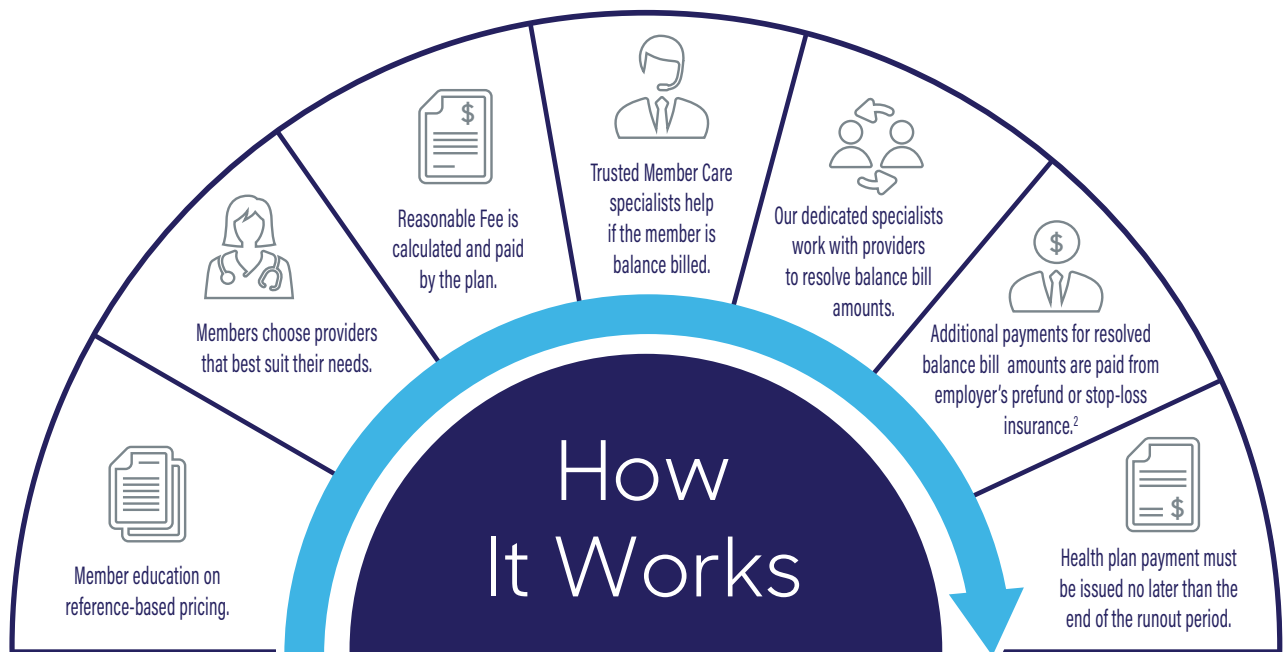 Member education on
reference-based pricing.
Members choose providers
that best suit their needs.
$
Reasonable Fee is
calculated and paid
by the plan.
Trusted Member Care
specialists help
if the member is
balance billed.
Our dedicated specialists
work with providers
to resolve balance bill
amounts.
$
Additional payments for resolved
balance bill amounts are paid from
employer's prefund or stop-loss
insurance.²
$
Health plan payment must
be issued no later than the
end of the runout period.
How
It Works